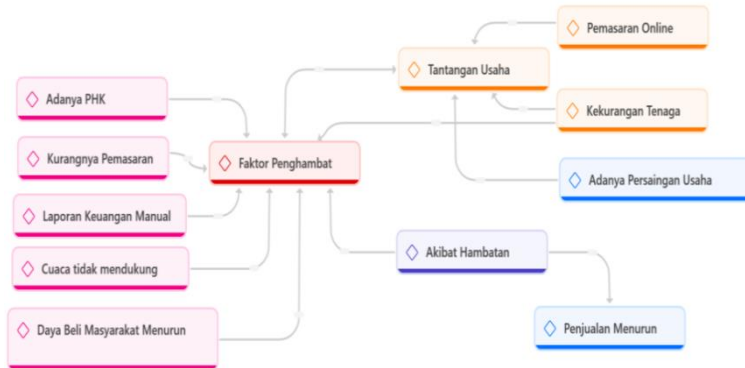 Pemasaran Online
Tantangan Usaha
Adanya PHK
Kekurangan Tenaga
Kurangnya Pemasaran
Faktor Penghambat
Adanya Persaingan Usaha
Laporan Keuangan Manual
Akibat Hambatan
Cuaca tidak mendukung
Daya Beli Masyarakat Menurun
Penjualan Menurun